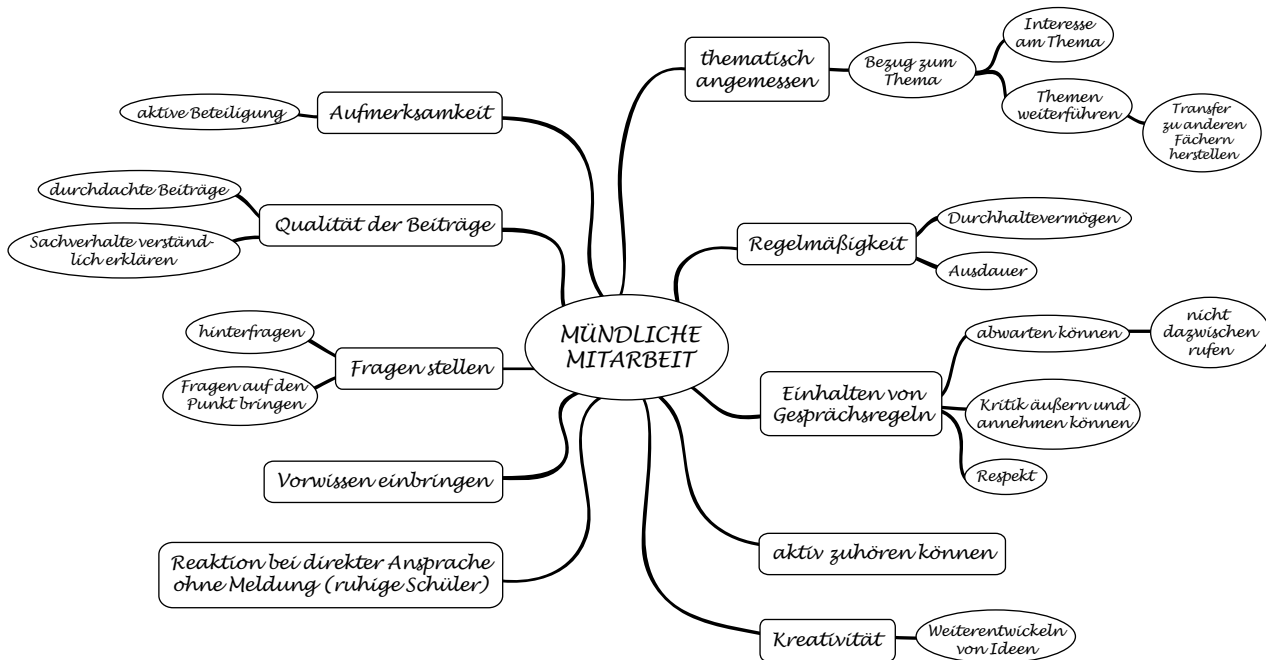 MÜNDLICHE
MITARBEIT
thematisch
angemessen
Bezug zum
Thema
Interesse
am Thema
Themen
weiterführen
Transfer
zu anderen
Fächern
herstellen
Regelmäßigkeit
Durchhaltevermögen
Ausdauer
Einhalten von
Gesprächsregeln
abwarten können
nicht
dazwischen
rufen
Kritik äußern und
annehmen können
Respekt
aktiv zuhören können
Kreativität
Weiterentwickeln
von Ideen
Aufmerksamkeit
aktive Beteiligung
Qualität der Beiträge
durchdachte Beiträge
Sachverhalte verständ-
lich erklären
Fragen stellen
hinterfragen
Fragen auf den
Punkt bringen
Vorwissen einbringen
Reaktion bei direkter Ansprache
ohne Meldung (ruhige Schüler)